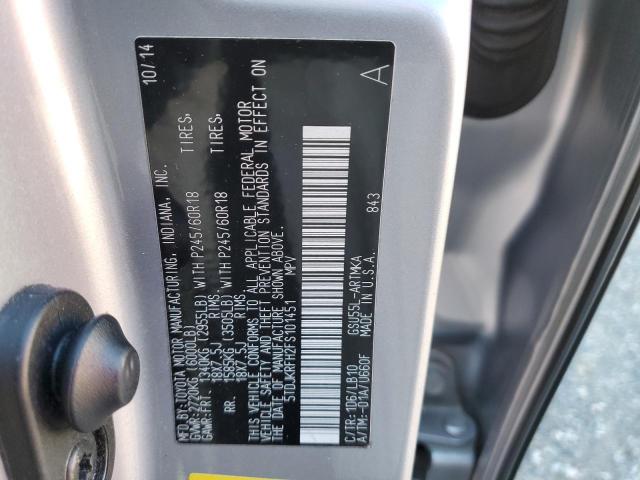 MFD.BY:TOYOTA MOTOR MANUFACTURING, INDIANA, INC. 10/14
GVWR:2720KG (6000LB)
GAWR:FRT. 1340KG (2955LB) WITH P245/60R18 TIRES,
18X7.5J RIMS
RR. 1585KG (3505LB) WITH P245/60R18 TIRES,
18X7.5J RIMS
THIS VEHICLE CONFORMS TO ALL APPLICABLE FEDERAL MOTOR
VEHICLE SAFETY AND THEFT PREVENTION STANDARDS IN EFFECT ON
THE DATE OF MANUFACTURE SHOWN ABOVE.
5TDJKRFH2FS101451 MPV
A
843
C/TR:1D6/LB10 GSU55L-ARTMKA
A/TM:-01A/U660F MADE IN U.S.A.